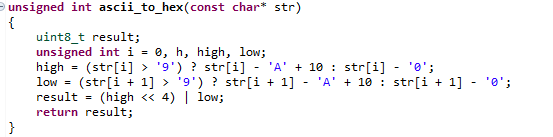 unsigned int ascii_to_hex(const char* str)
{
uint8_t result;
unsigned int i = 0, h, high, low;
high = (str[i] > '9') ? str[i] - 'A' + 10 : str[i] - '0';
low = (str[i + 1] > '9') ? str[i + 1] - 'A' + 10 : str[i + 1] - '0';
result = (high << 4) | low;
return result;
}